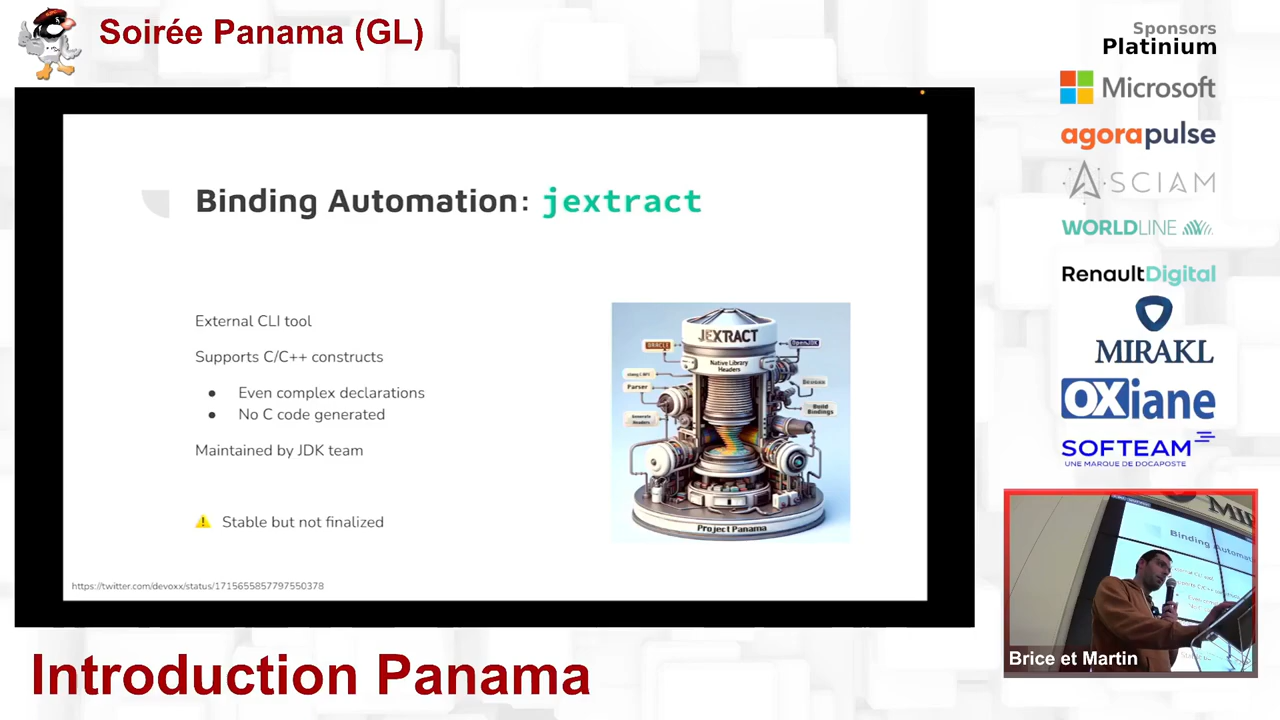 Soirée Panama (GL)
Sponsors
Platinium
Microsoft
agorapulse
SCIAM
WORLDLINE
RenaultDigital
MIRAKL
OXiane
SOFTEAM
UNE MARQUE DE DOCAPOSTE
Binding Automation: jextract
External CLI tool
Supports C/C++ constructs
● Even complex declarations
● No C code generated
Maintained by JDK team
⚠ Stable but not finalized
https://twitter.com/devoxx/status/1715655857797550378
JEXTRACT
Native Library
Headers
ORACLE
OpenJDK
Parser
Build
Bindings
Project Panama
Binding Automa
Brice et Martin
Introduction Panama